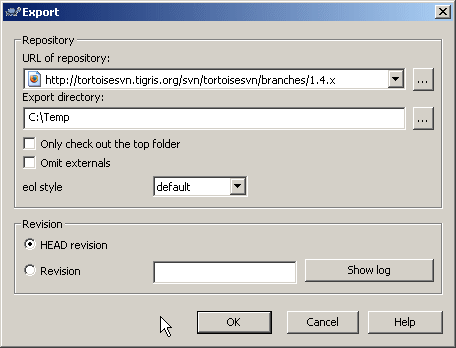 Export
Repository
URL of repository:
http://tortoisesvn.tigris.org/svn/tortoisesvn/branches/1.4.x
...
Export directory:
C:\Temp
...
Only check out the top folder
Omit externals
eol style
default
Revision
HEAD revision
Revision
Show log
OK
Cancel
Help